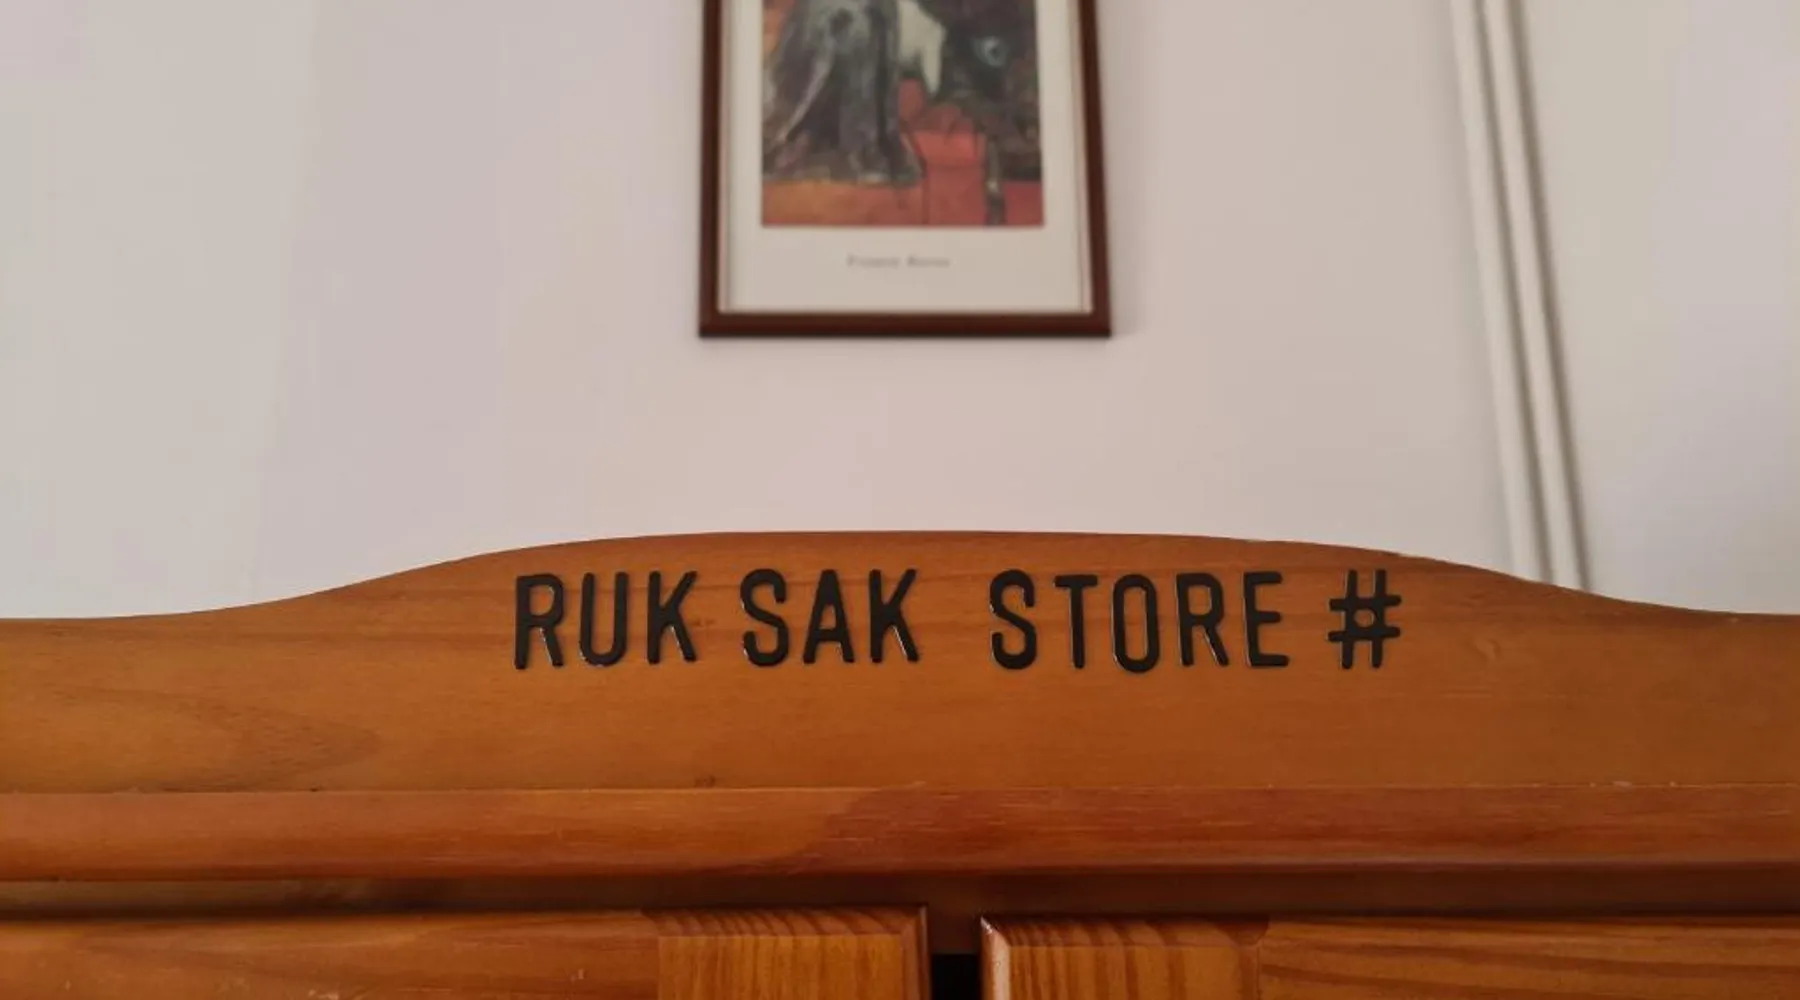 RUK SAK STORE #